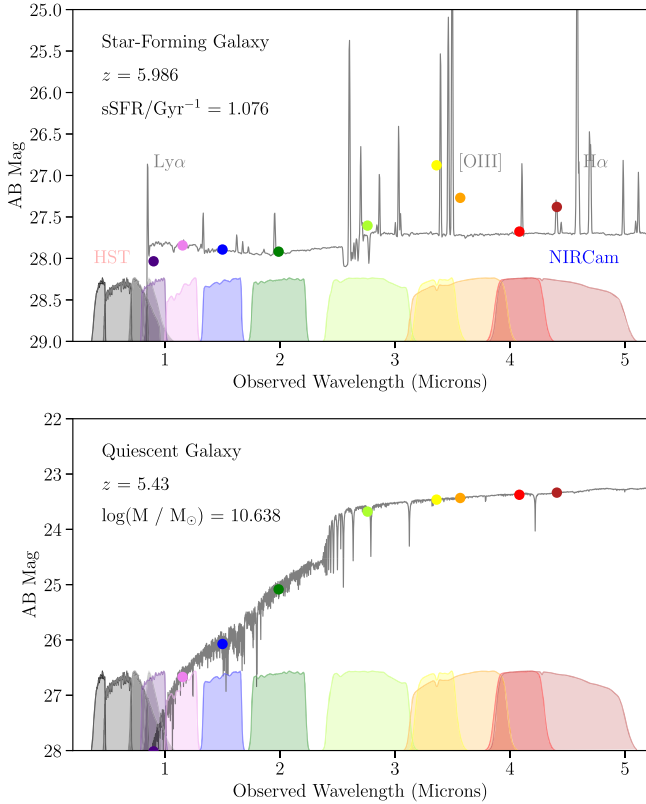 25.0
Star-Forming Galaxy
25.5
z = 5.986
26.0
sSFR/Gyr⁻¹ = 1.076
26.5
AB Mag
Lyα
[OIII]
Hα
27.0
27.5
HST
NIRCam
28.0
28.5
29.0
1 2 3 4 5
Observed Wavelength (Microns)
22
Quiescent Galaxy
23
z = 5.43
log(M / M⊙) = 10.638
24
AB Mag
25
26
27
28
1 2 3 4 5
Observed Wavelength (Microns)